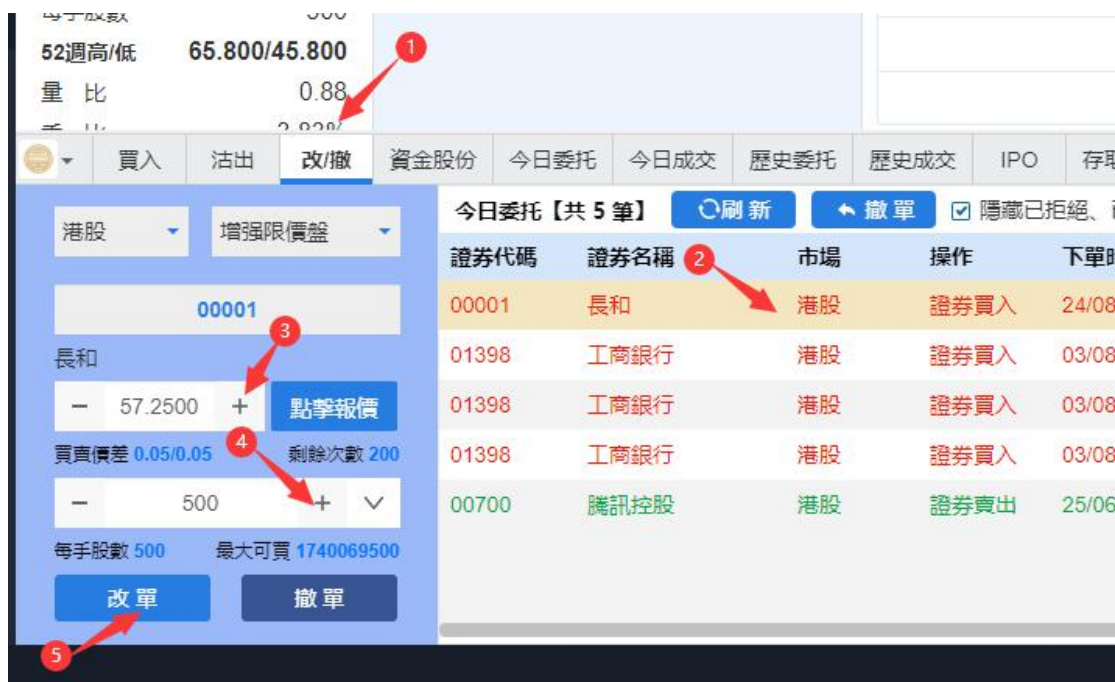 每手股數 500
52週高/低 65.800/45.800
量 比 0.88
1
買入 沽出 改/撤 資金股份 今日委托 今日成交 歷史委托 歷史成交 IPO
港股 增强限價盤
00001
長和
3
− 57.2500 + 點擊報價
買賣價差 0.05/0.05 剩餘次數 200
4
− 500 +
每手股數 500 最大可買 1740069500
改單 撤單
5
今日委托【共 5 筆】 刷新 撤單 隱藏已拒絕、
證券代碼 證券名稱 市場 操作 下單時
2
00001 長和 港股 證券買入 24/08
01398 工商銀行 港股 證券買入 03/08
01398 工商銀行 港股 證券買入 03/08
01398 工商銀行 港股 證券買入 03/08
00700 騰訊控股 港股 證券賣出 25/06